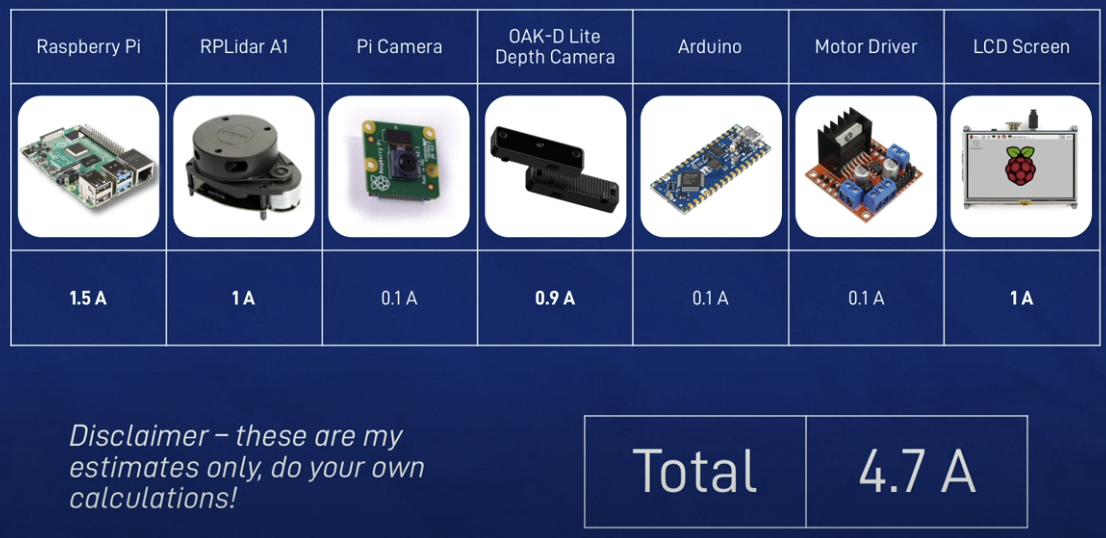 Raspberry Pi
RPLidar A1
Pi Camera
OAK-D Lite
Depth Camera
Arduino
Motor Driver
LCD Screen
1.5 A
1 A
0.1 A
0.9 A
0.1 A
0.1 A
1 A
Disclaimer – these are my
estimates only, do your own
calculations!
Total
4.7 A